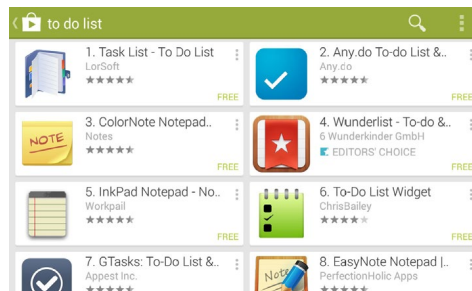 to do list
1. Task List - To Do List
LorSoft
FREE
2. Any.do To-do List &..
Any.do
FREE
NOTE
3. ColorNote Notepad..
Notes
FREE
4. Wunderlist - To-do &..
6 Wunderkinder GmbH
EDITORS' CHOICE
FREE
5. InkPad Notepad - No..
Workpail
FREE
6. To-Do List Widget
ChrisBailey
FREE
7. GTasks: To-Do List &..
Appest Inc.
Note
8. EasyNote Notepad |..
PerfectionHolic Apps